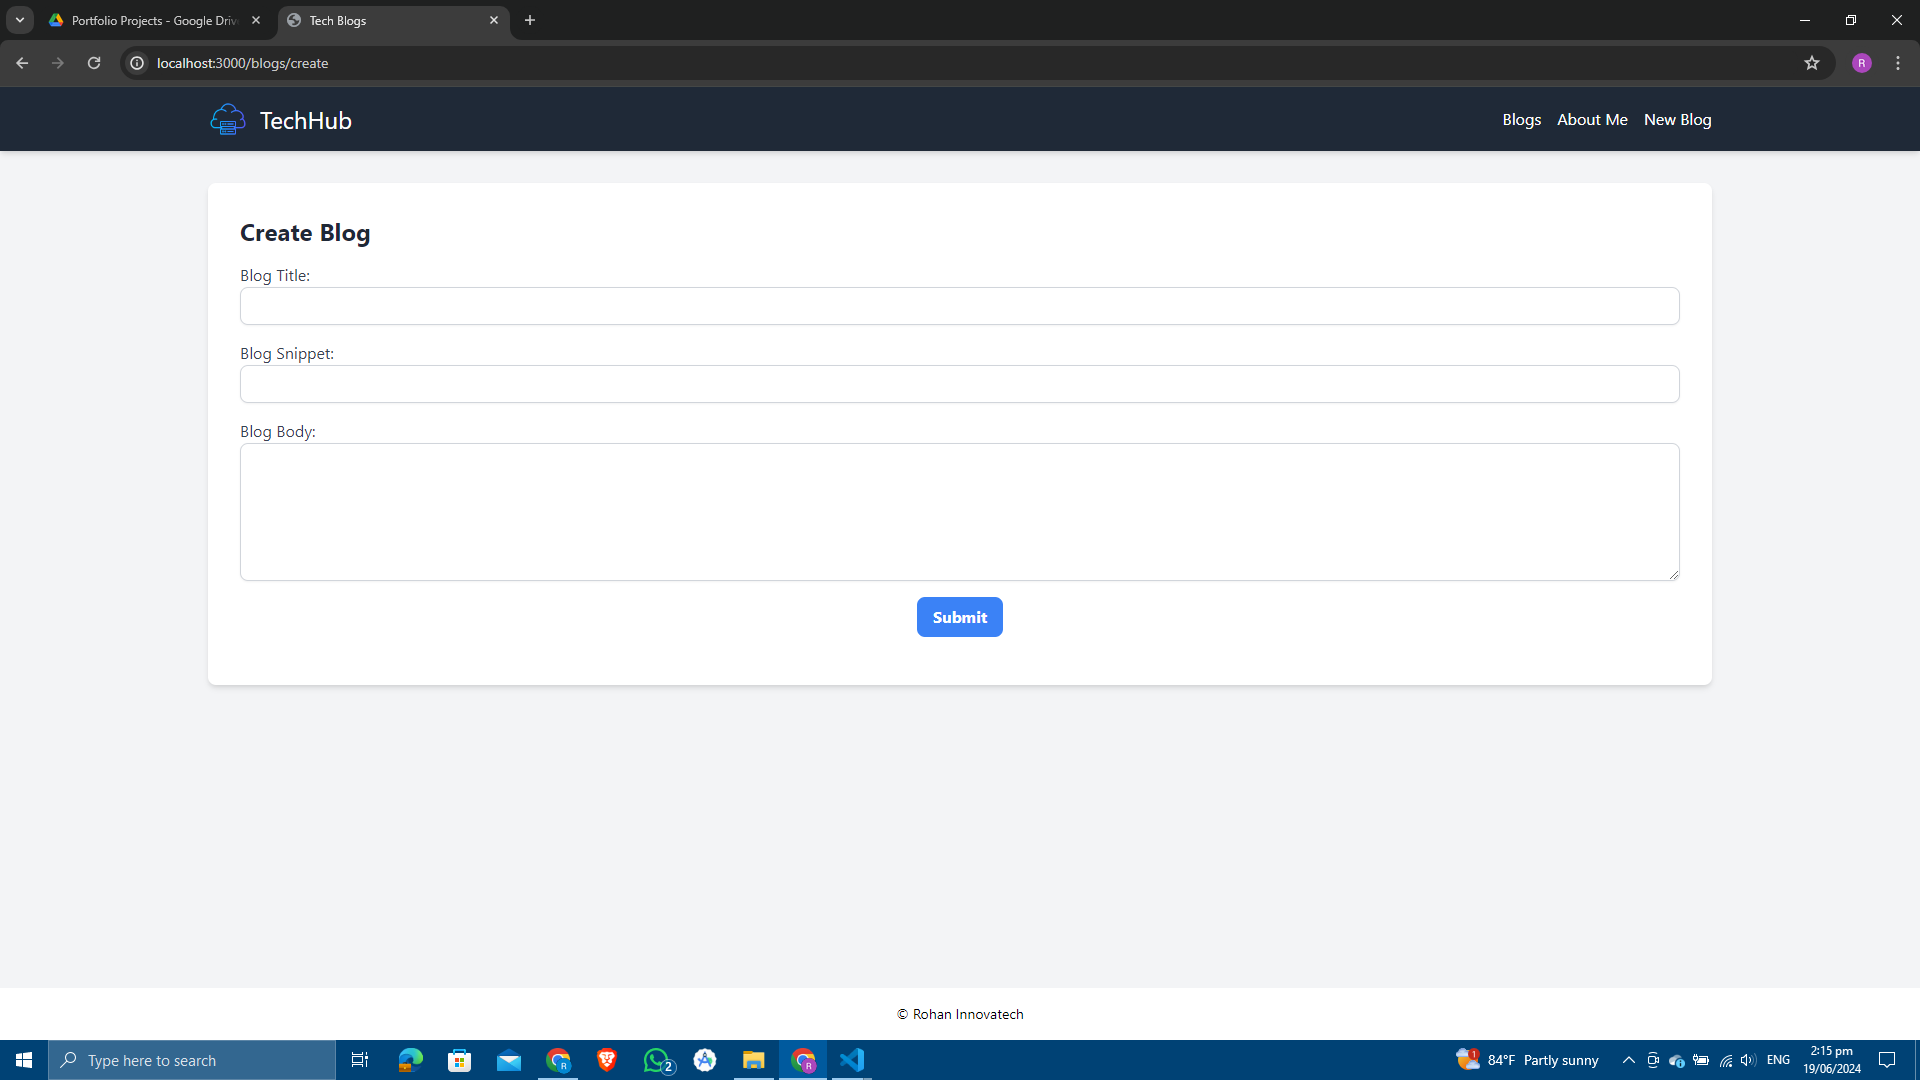 Portfolio Projects - Google Driv
Tech Blogs
localhost:3000/blogs/create
R
TechHub
Blogs
About Me
New Blog
Create Blog
Blog Title:
Blog Snippet:
Blog Body:
Submit
© Rohan Innovatech
Type here to search
R
2
R
1
84°F Partly sunny
ENG
2:15 pm
19/06/2024